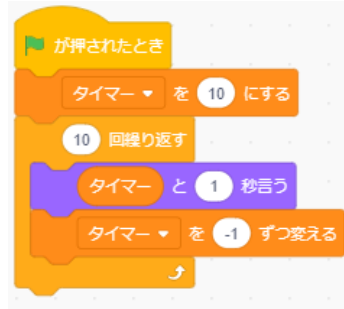 が押されたとき
タイマー を 10 にする
10 回繰り返す
タイマー と 1 秒言う
タイマー を -1 ずつ変える